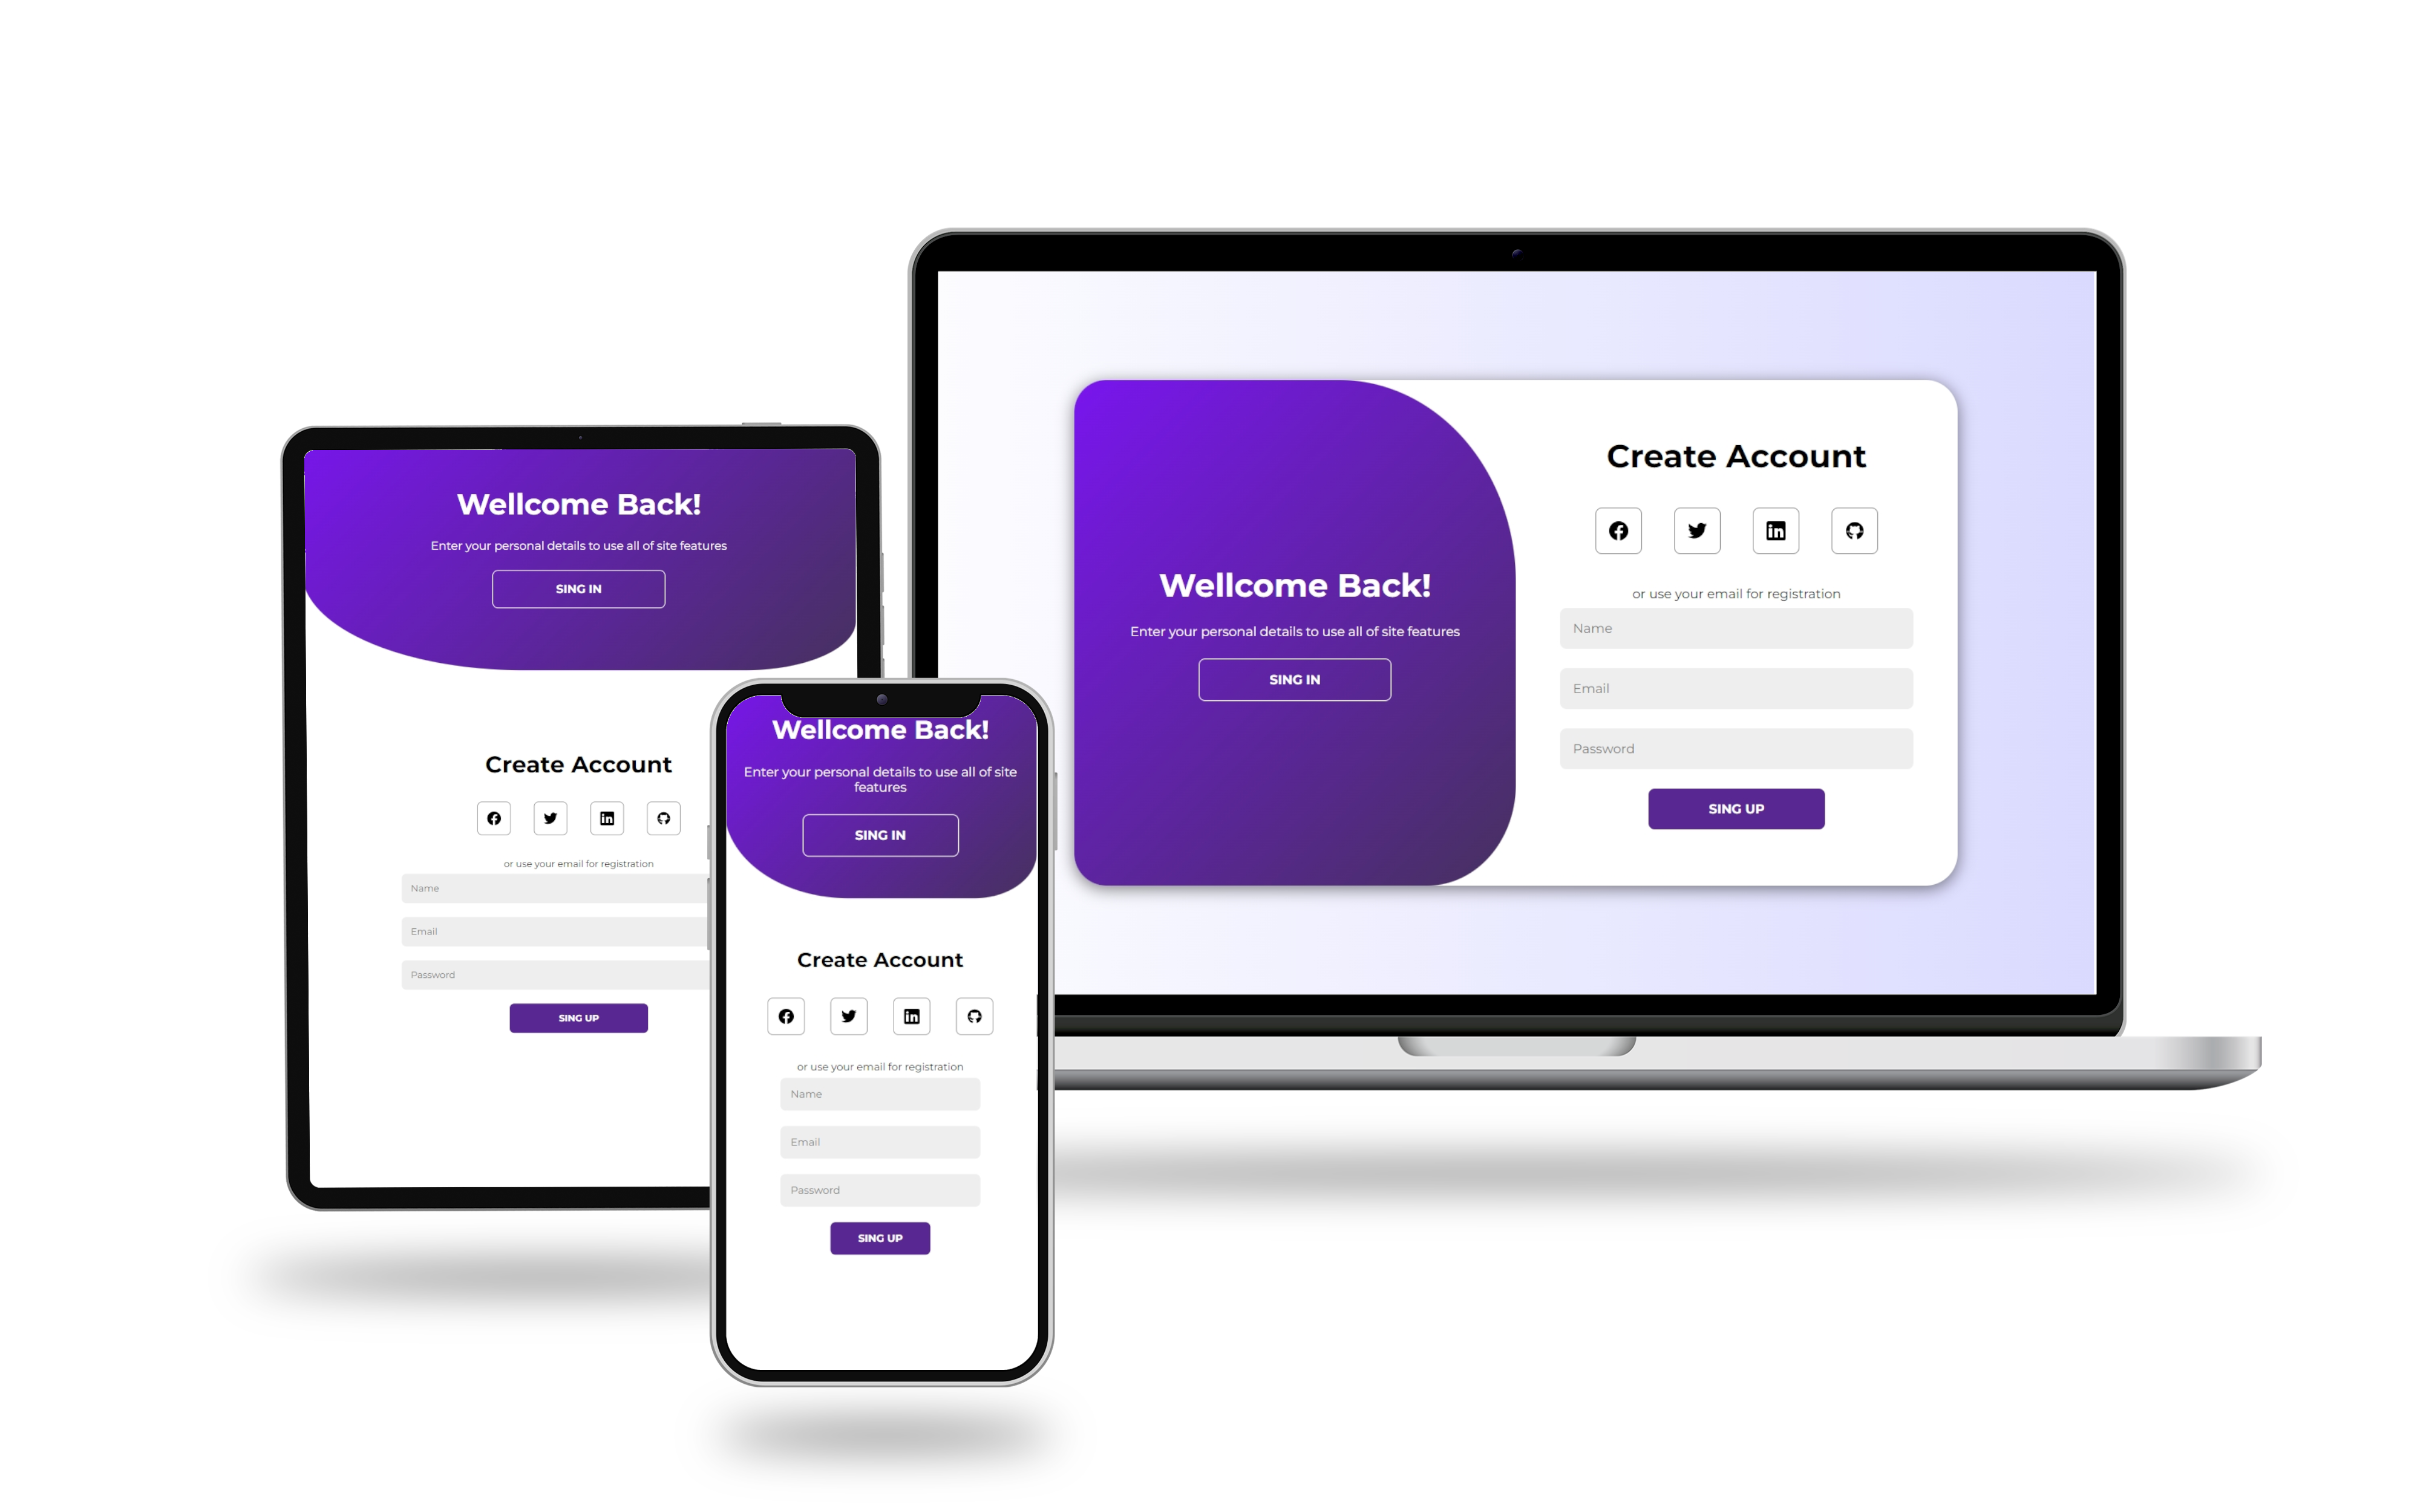 Wellcome Back!
Enter your personal details to use all of site features
SING IN
Create Account
or use your email for registration
Name
Email
Password
SING UP
Wellcome Back!
Enter your personal details to use all of site
features
SING IN
Create Account
or use your email for registration
Name
Email
Password
SING UP
Wellcome Back!
Enter your personal details to use all of site features
SING IN
Create Account
or use your email for registration
Name
Email
Password
SING UP